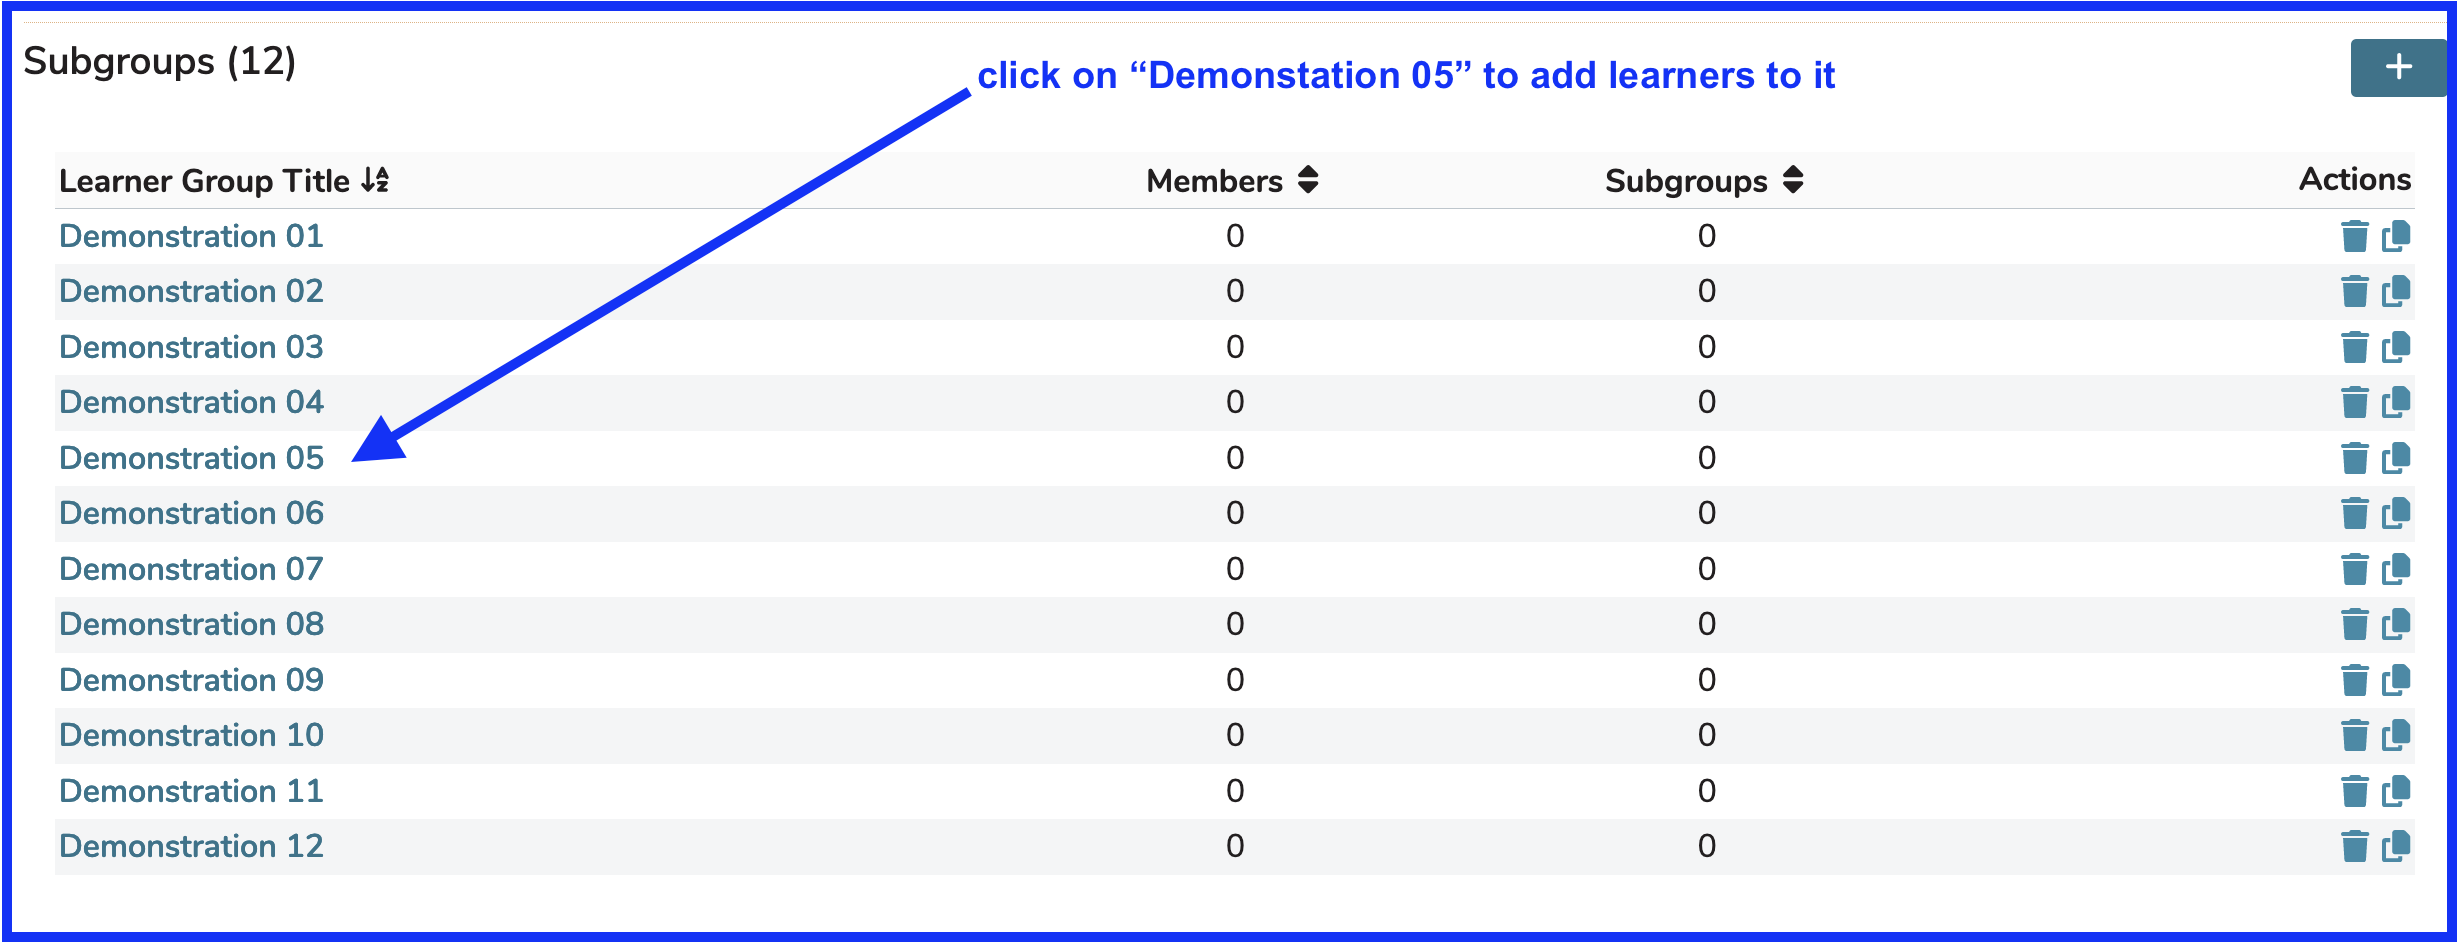 Subgroups (12)
click on “Demonstation 05” to add learners to it
+
Learner Group Title Members Subgroups Actions
Demonstration 01 0 0
Demonstration 02 0 0
Demonstration 03 0 0
Demonstration 04 0 0
Demonstration 05 0 0
Demonstration 06 0 0
Demonstration 07 0 0
Demonstration 08 0 0
Demonstration 09 0 0
Demonstration 10 0 0
Demonstration 11 0 0
Demonstration 12 0 0